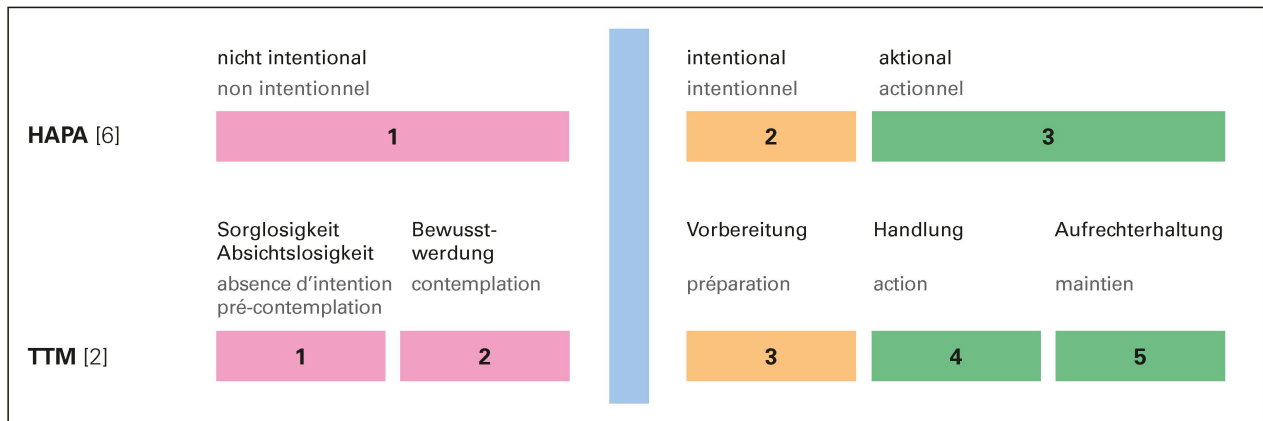 nicht intentional
non intentionnel
intentional
intentionnel
aktional
actionnel
HAPA [6]
1
2
3
Sorglosigkeit
Absichtslosigkeit
absence d’intention
pré-contemplation
Bewusst-
werdung
contemplation
Vorbereitung
préparation
Handlung
action
Aufrechterhaltung
maintien
TTM [2]
1
2
3
4
5